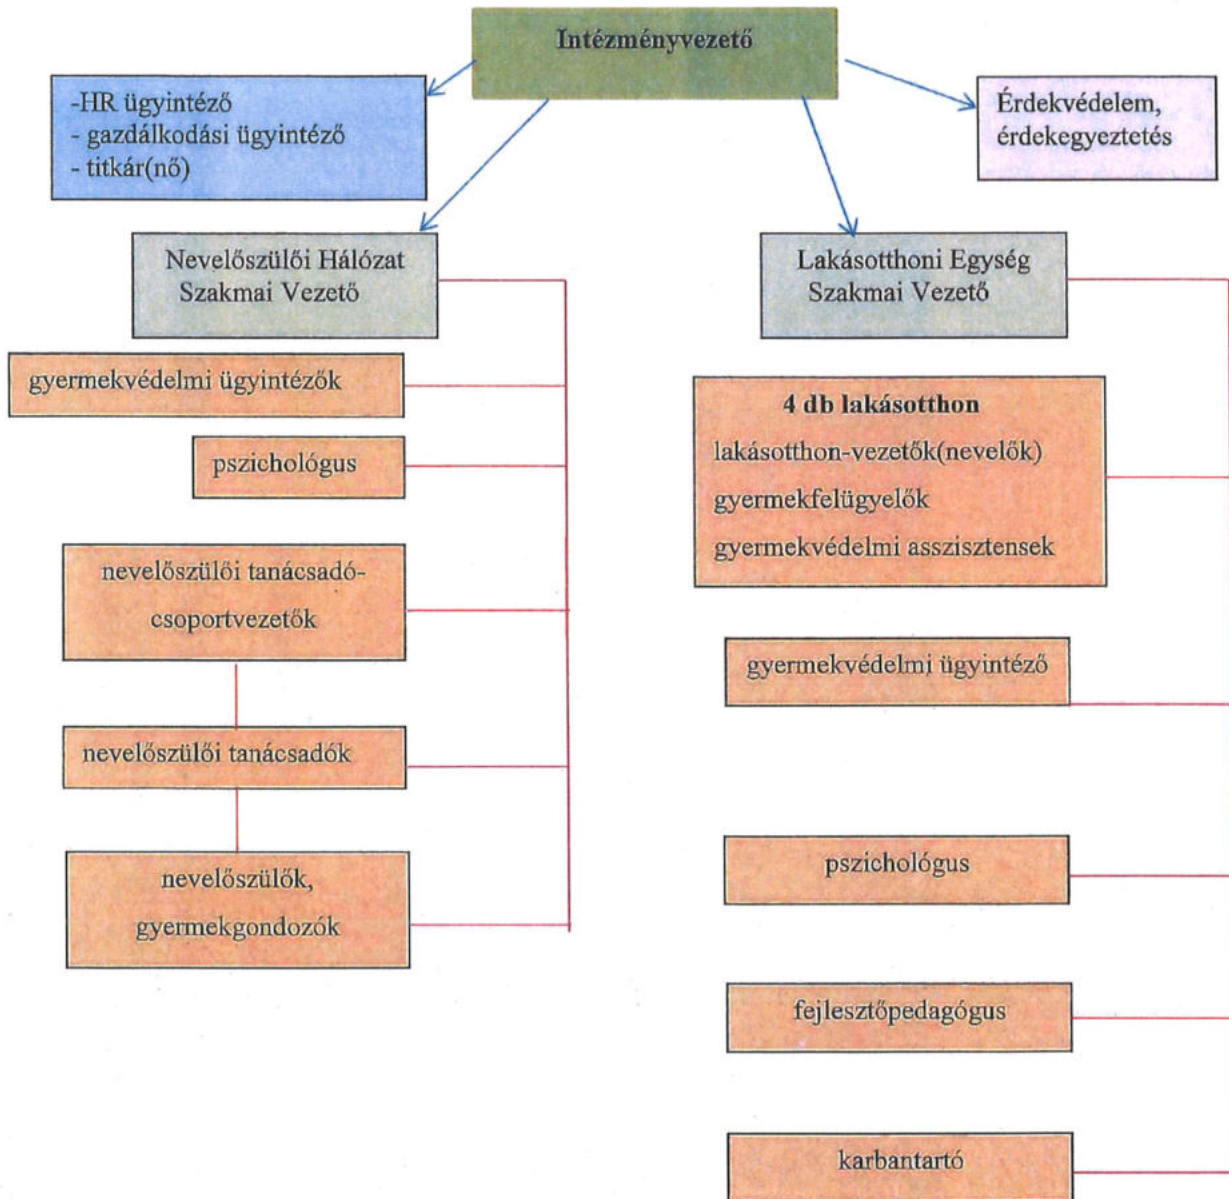 Intézményvezető
-HR ügyintéző
- gazdálkodási ügyintéző
- titkár(nő)
Érdekvédelem,
érdekegyeztetés
Nevelőszülői Hálózat
Szakmai Vezető
gyermekvédelmi ügyintézők
pszichológus
nevelőszülői tanácsadó-
csoportvezetők
nevelőszülői tanácsadók
nevelőszülők,
gyermekgondozók
Lakásotthoni Egység
Szakmai Vezető
4 db lakásotthon
lakásotthon-vezetők(nevelők)
gyermekfelügyelők
gyermekvédelmi asszisztensek
gyermekvédelmi ügyintéző
pszichológus
fejlesztőpedagógus
karbantartó